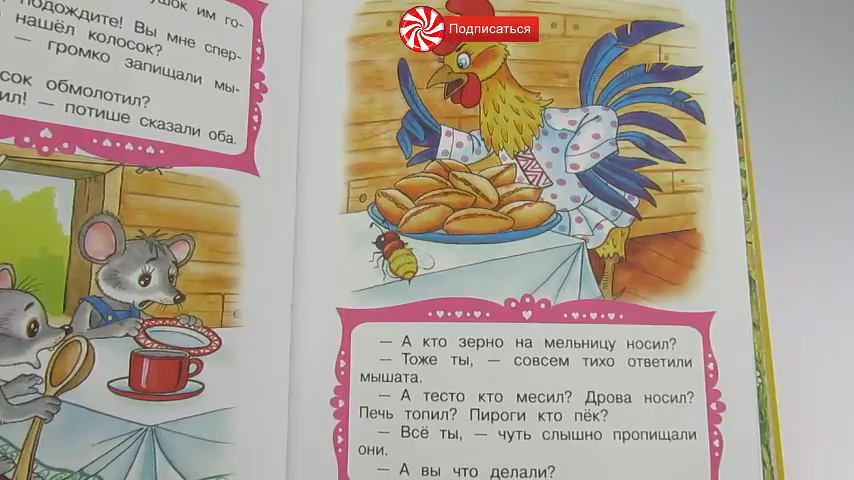 подождите! Вы мне спер-
нашёл колосок?
— громко запищали мы-
обмолотил?
— потише сказали оба.
Подписаться
— А кто зерно на мельницу носил?
— Тоже ты, — совсем тихо ответили
мышата.
— А тесто кто месил? Дрова носил?
Печь топил? Пироги кто пёк?
— Всё ты, — чуть слышно пропищали
они.
— А вы что делали?